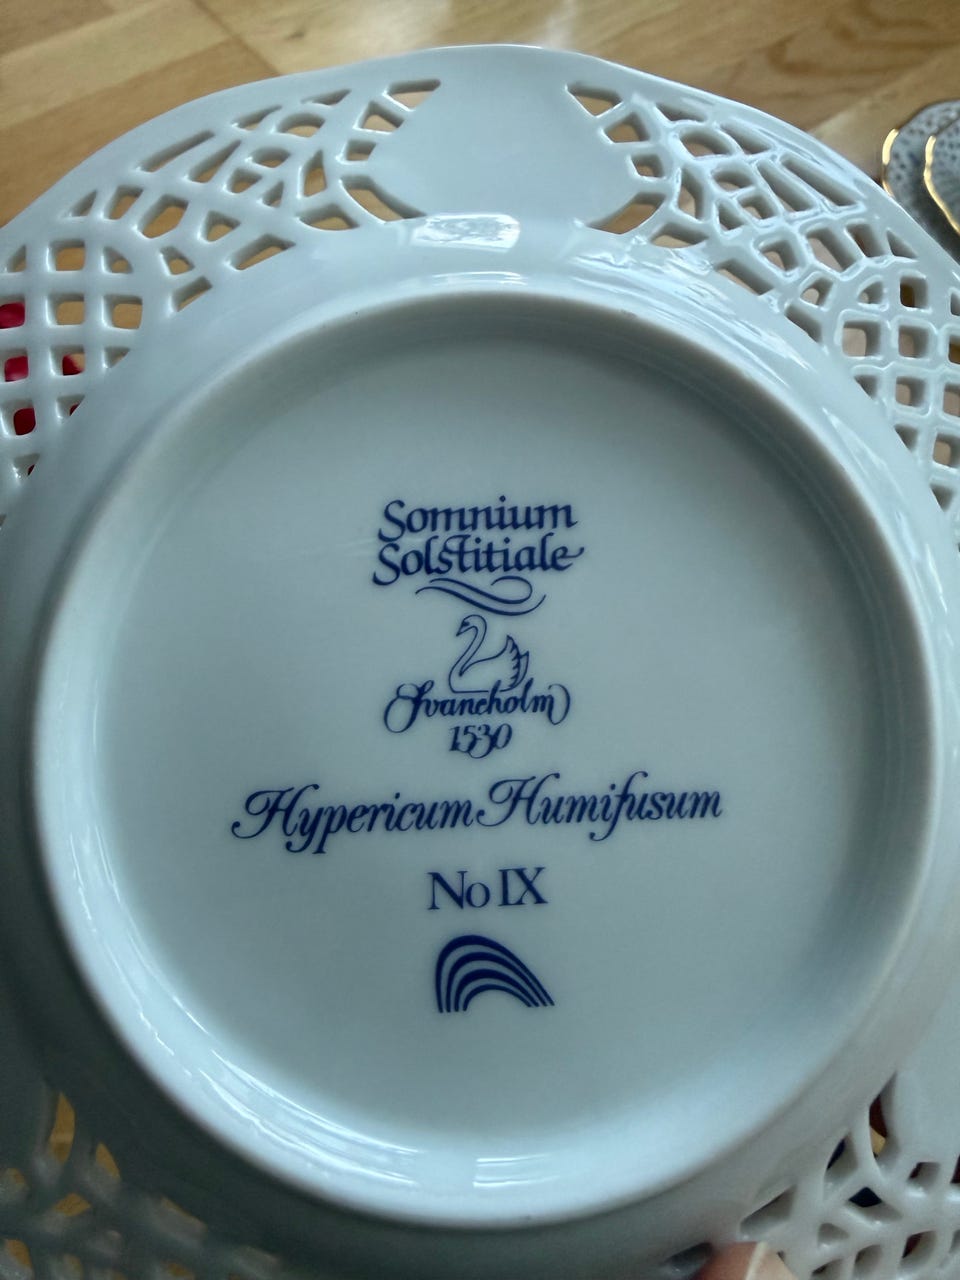 Somnium
Solstitiale
Svaneholm
1530
Hypericum Humifusum
No IX